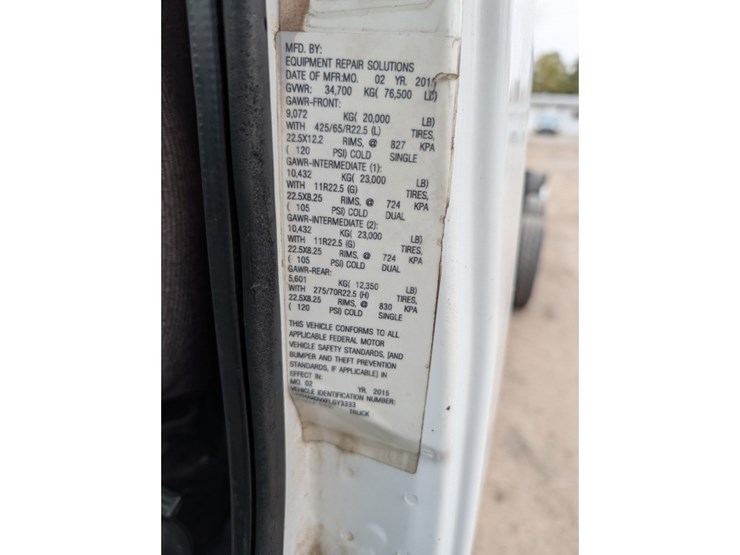 MFD. BY:
EQUIPMENT REPAIR SOLUTIONS
DATE OF MFR:MO. 02 YR. 2015
GVWR: 34,700 KG( 76,500 LB)
GAWR-FRONT:
9,072 KG( 20,000 LB)
WITH 425/65/R22.5 (L) TIRES,
22.5X12.2 RIMS, @ 827 KPA
( 120 PSI) COLD SINGLE
GAWR-INTERMEDIATE (1):
10,432 KG( 23,000 LB)
WITH 11R22.5 (G) TIRES,
22.5X8.25 RIMS, @ 724 KPA
( 105 PSI) COLD DUAL
GAWR-INTERMEDIATE (2):
10,432 KG( 23,000 LB)
WITH 11R22.5 (G) TIRES,
22.5X8.25 RIMS, @ 724 KPA
( 105 PSI) COLD DUAL
GAWR-REAR:
5,601 KG( 12,350 LB)
WITH 275/70R22.5 (H) TIRES,
22.5X8.25 RIMS, @ 830 KPA
( 120 PSI) COLD SINGLE
THIS VEHICLE CONFORMS TO ALL
APPLICABLE FEDERAL MOTOR
VEHICLE SAFETY STANDARDS, [AND
BUMPER AND THEFT PREVENTION
STANDARDS, IF APPLICABLE] IN
EFFECT IN:
MO. 02 YR. 2015
VEHICLE IDENTIFICATION NUMBER:
TRUCK